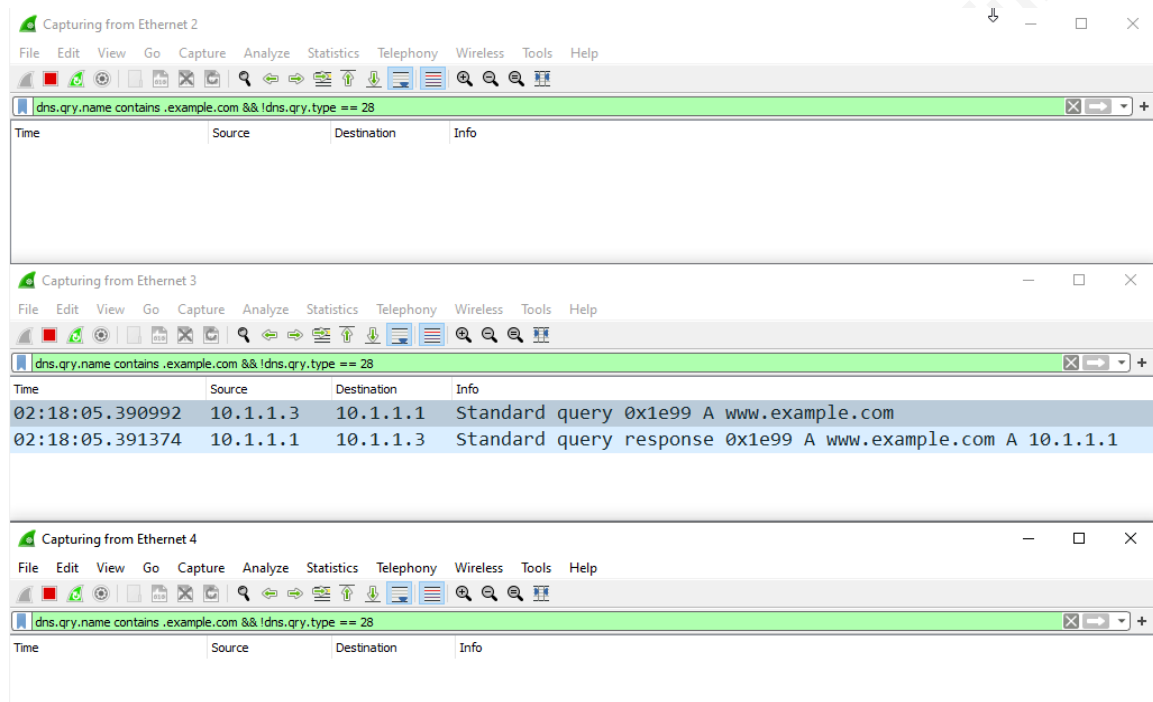 Capturing from Ethernet 2
File Edit View Go Capture Analyze Statistics Telephony Wireless Tools Help
dns.qry.name contains .example.com && !dns.qry.type == 28
Time Source Destination Info
Capturing from Ethernet 3
File Edit View Go Capture Analyze Statistics Telephony Wireless Tools Help
dns.qry.name contains .example.com && !dns.qry.type == 28
Time Source Destination Info
02:18:05.390992 10.1.1.3 10.1.1.1 Standard query 0x1e99 A www.example.com
02:18:05.391374 10.1.1.1 10.1.1.3 Standard query response 0x1e99 A www.example.com A 10.1.1.1
Capturing from Ethernet 4
File Edit View Go Capture Analyze Statistics Telephony Wireless Tools Help
dns.qry.name contains .example.com && !dns.qry.type == 28
Time Source Destination Info